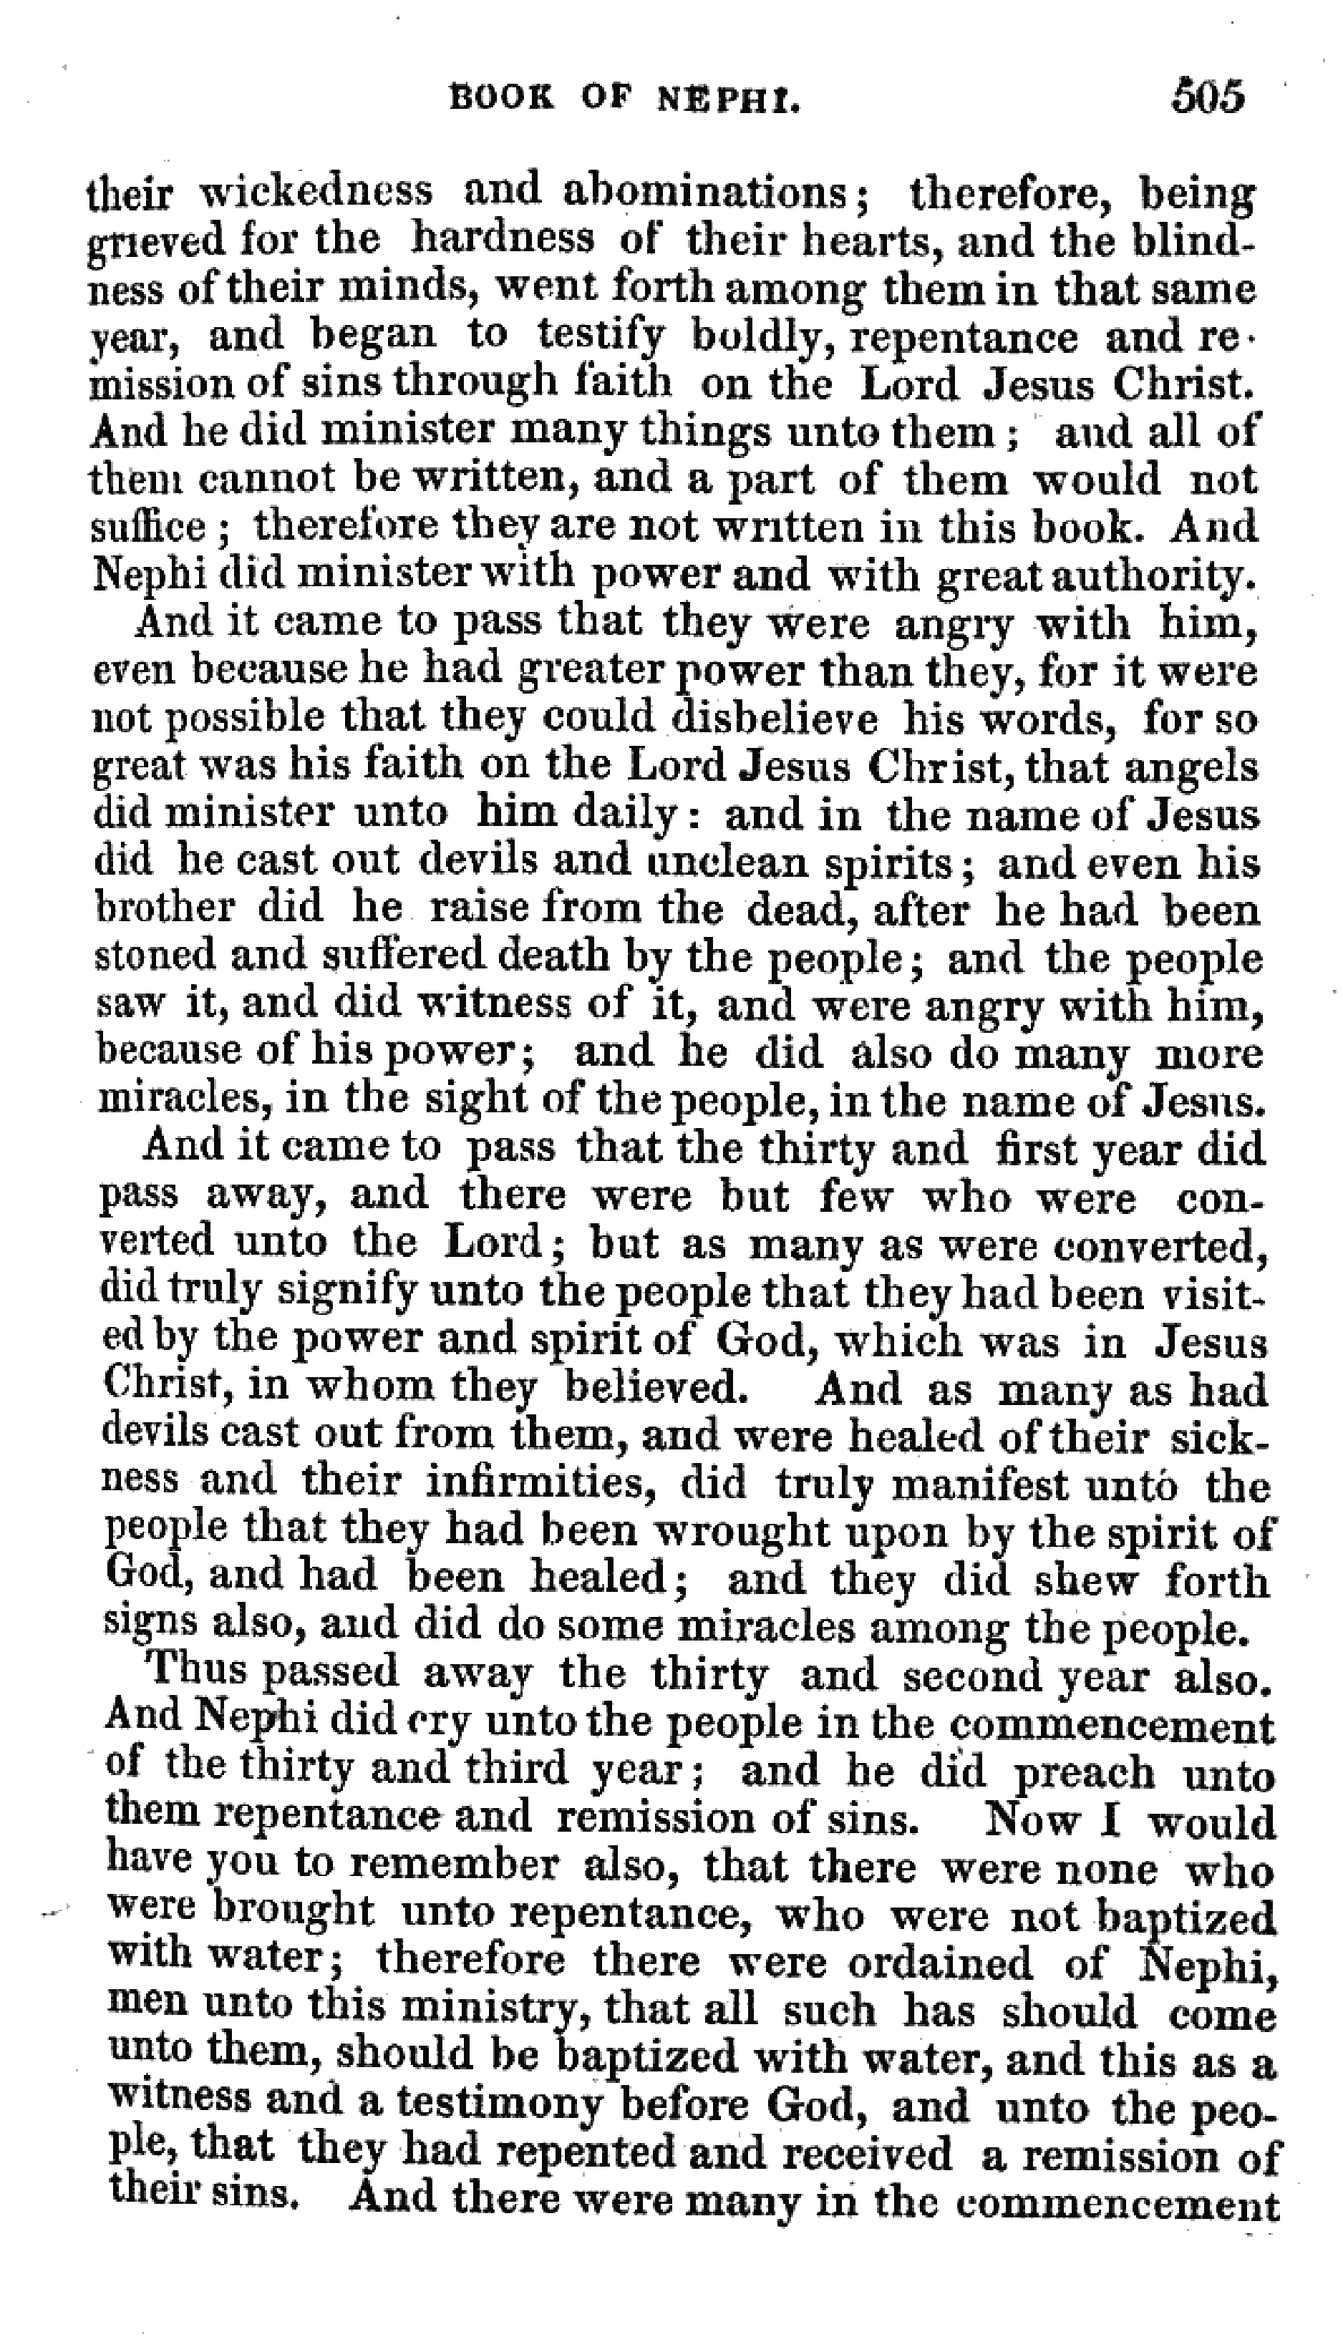 BOOK OF NEPHI. 505
their wickedness and abominations; therefore, being
grieved for the hardness of their hearts, and the blind-
ness of their minds, went forth among them in that same
year, and began to testify boldly, repentance and re-
mission of sins through faith on the Lord Jesus Christ.
And he did minister many things unto them; and all of
them cannot be written, and a part of them would not
suffice; therefore they are not written in this book. And
Nephi did minister with power and with great authority.
And it came to pass that they were angry with him,
even because he had greater power than they, for it were
not possible that they could disbelieve his words, for so
great was his faith on the Lord Jesus Christ, that angels
did minister unto him daily: and in the name of Jesus
did he cast out devils and unclean spirits; and even his
brother did he raise from the dead, after he had been
stoned and suffered death by the people; and the people
saw it, and did witness of it, and were angry with him,
because of his power; and he did also do many more
miracles, in the sight of the people, in the name of Jesus.
And it came to pass that the thirty and first year did
pass away, and there were but few who were con-
verted unto the Lord; but as many as were converted,
did truly signify unto the people that they had been visit-
ed by the power and spirit of God, which was in Jesus
Christ, in whom they believed. And as many as had
devils cast out from them, and were healed of their sick-
ness and their infirmities, did truly manifest unto the
people that they had been wrought upon by the spirit of
God, and had been healed; and they did shew forth
signs also, and did do some miracles among the people.
Thus passed away the thirty and second year also.
And Nephi did cry unto the people in the commencement
of the thirty and third year; and he did preach unto
them repentance and remission of sins. Now I would
have you to remember also, that there were none who
were brought unto repentance, who were not baptized
with water; therefore there were ordained of Nephi,
men unto this ministry, that all such has should come
unto them, should be baptized with water, and this as a
witness and a testimony before God, and unto the peo-
ple, that they had repented and received a remission of
their sins. And there were many in the commencement